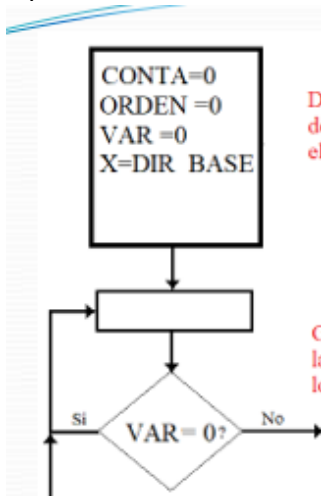 CONTA=0
ORDEN =0
VAR =0
X=DIR BASE
Si
VAR= 0?
No